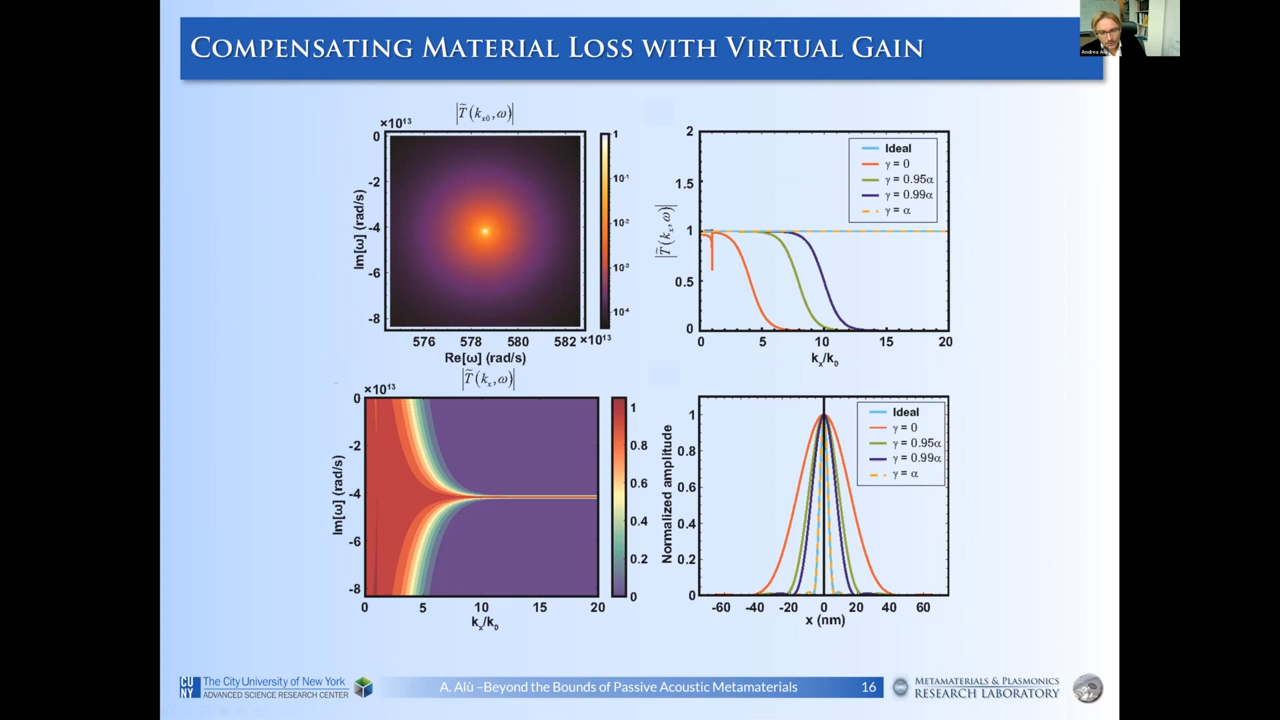 COMPENSATING MATERIAL LOSS WITH VIRTUAL GAIN
Andrea Alù
|T̃(kₓ₀,ω)|
×10¹³
0
-2
-4
-6
-8
Im[ω] (rad/s)
576 578 580 582 ×10¹³
Re[ω] (rad/s)
1
10⁻¹
10⁻²
10⁻³
10⁻⁴
2
1.5
1
0.5
0
|T̃(kₓ,ω)|
Ideal
γ = 0
γ = 0.95α
γ = 0.99α
γ = α
0 5 10 15 20
kₓ/k₀
|T̃(kₓ,ω)|
×10¹³
0
-2
-4
-6
-8
Im[ω] (rad/s)
0 5 10 15 20
kₓ/k₀
1
0.8
0.6
0.4
0.2
0
1
0.8
0.6
0.4
0.2
0
Normalized amplitude
Ideal
γ = 0
γ = 0.95α
γ = 0.99α
γ = α
-60 -40 -20 0 20 40 60
x (nm)
CU
NY
The City University of New York
ADVANCED SCIENCE RESEARCH CENTER
A. Alù –Beyond the Bounds of Passive Acoustic Metamaterials
16
METAMATERIALS & PLASMONICS
RESEARCH LABORATORY